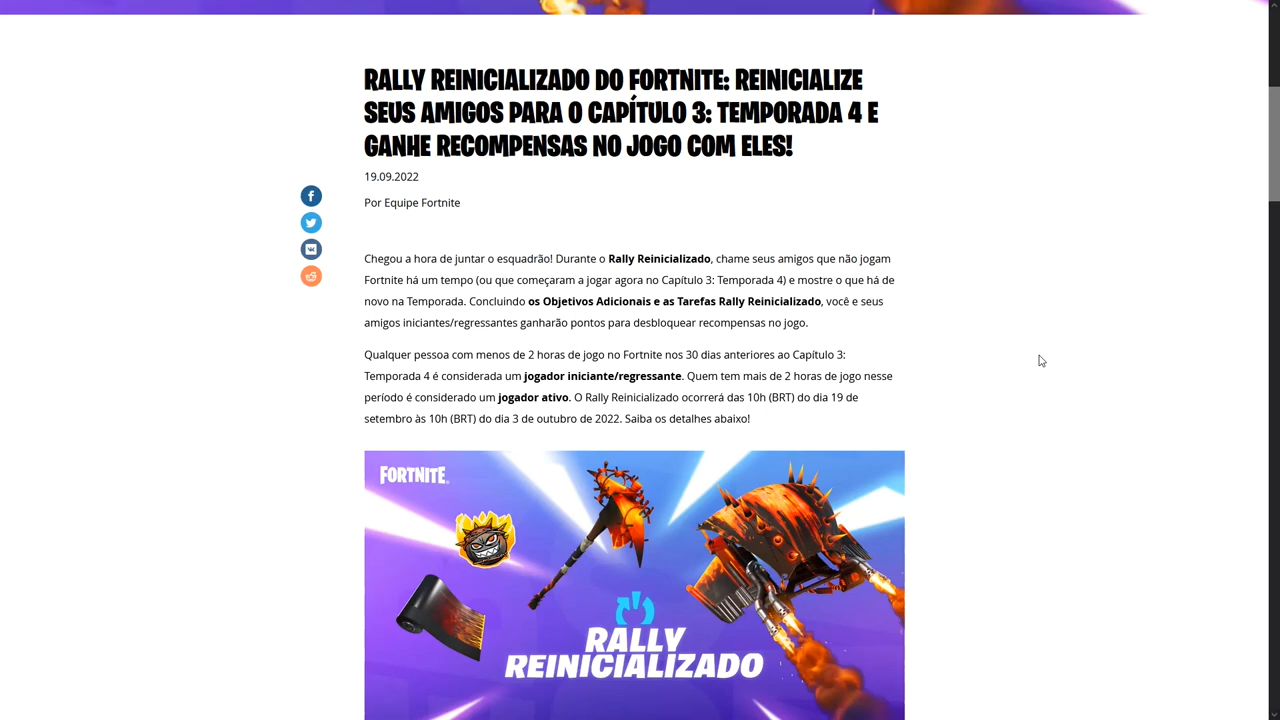 RALLY REINICIALIZADO DO FORTNITE: REINICIALIZE
SEUS AMIGOS PARA O CAPÍTULO 3: TEMPORADA 4 E
GANHE RECOMPENSAS NO JOGO COM ELES!
19.09.2022
Por Equipe Fortnite
Chegou a hora de juntar o esquadrão! Durante o Rally Reinicializado, chame seus amigos que não jogam
Fortnite há um tempo (ou que começaram a jogar agora no Capítulo 3: Temporada 4) e mostre o que há de
novo na Temporada. Concluindo os Objetivos Adicionais e as Tarefas Rally Reinicializado, você e seus
amigos iniciantes/regressantes ganharão pontos para desbloquear recompensas no jogo.
Qualquer pessoa com menos de 2 horas de jogo no Fortnite nos 30 dias anteriores ao Capítulo 3:
Temporada 4 é considerada um jogador iniciante/regressante. Quem tem mais de 2 horas de jogo nesse
período é considerado um jogador ativo. O Rally Reinicializado ocorrerá das 10h (BRT) do dia 19 de
setembro às 10h (BRT) do dia 3 de outubro de 2022. Saiba os detalhes abaixo!
FORTNITE
RALLY
REINICIALIZADO